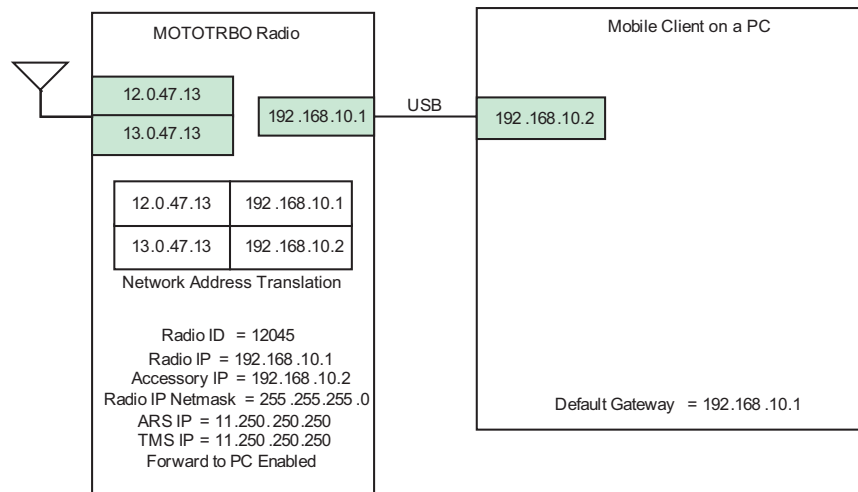 MOTOTRBO Radio
12.0.47.13
13.0.47.13
192 .168.10.1
12.0.47.13 192 .168.10.1
13.0.47.13 192 .168.10.2
Network Address Translation
Radio ID = 12045
Radio IP = 192.168 .10.1
Accessory IP = 192.168 .10.2
Radio IP Netmask = 255 .255.255 .0
ARS IP = 11.250. 250.250
TMS IP = 11.250 .250.250
Forward to PC Enabled
USB
Mobile Client on a PC
192 .168.10.2
Default Gateway = 192.168 .10.1